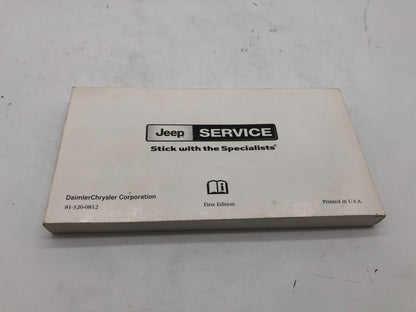 Jeep SERVICE
Stick with the Specialists®
DaimlerChrysler Corporation
81-326-0812
First Edition
Printed in U.S.A.